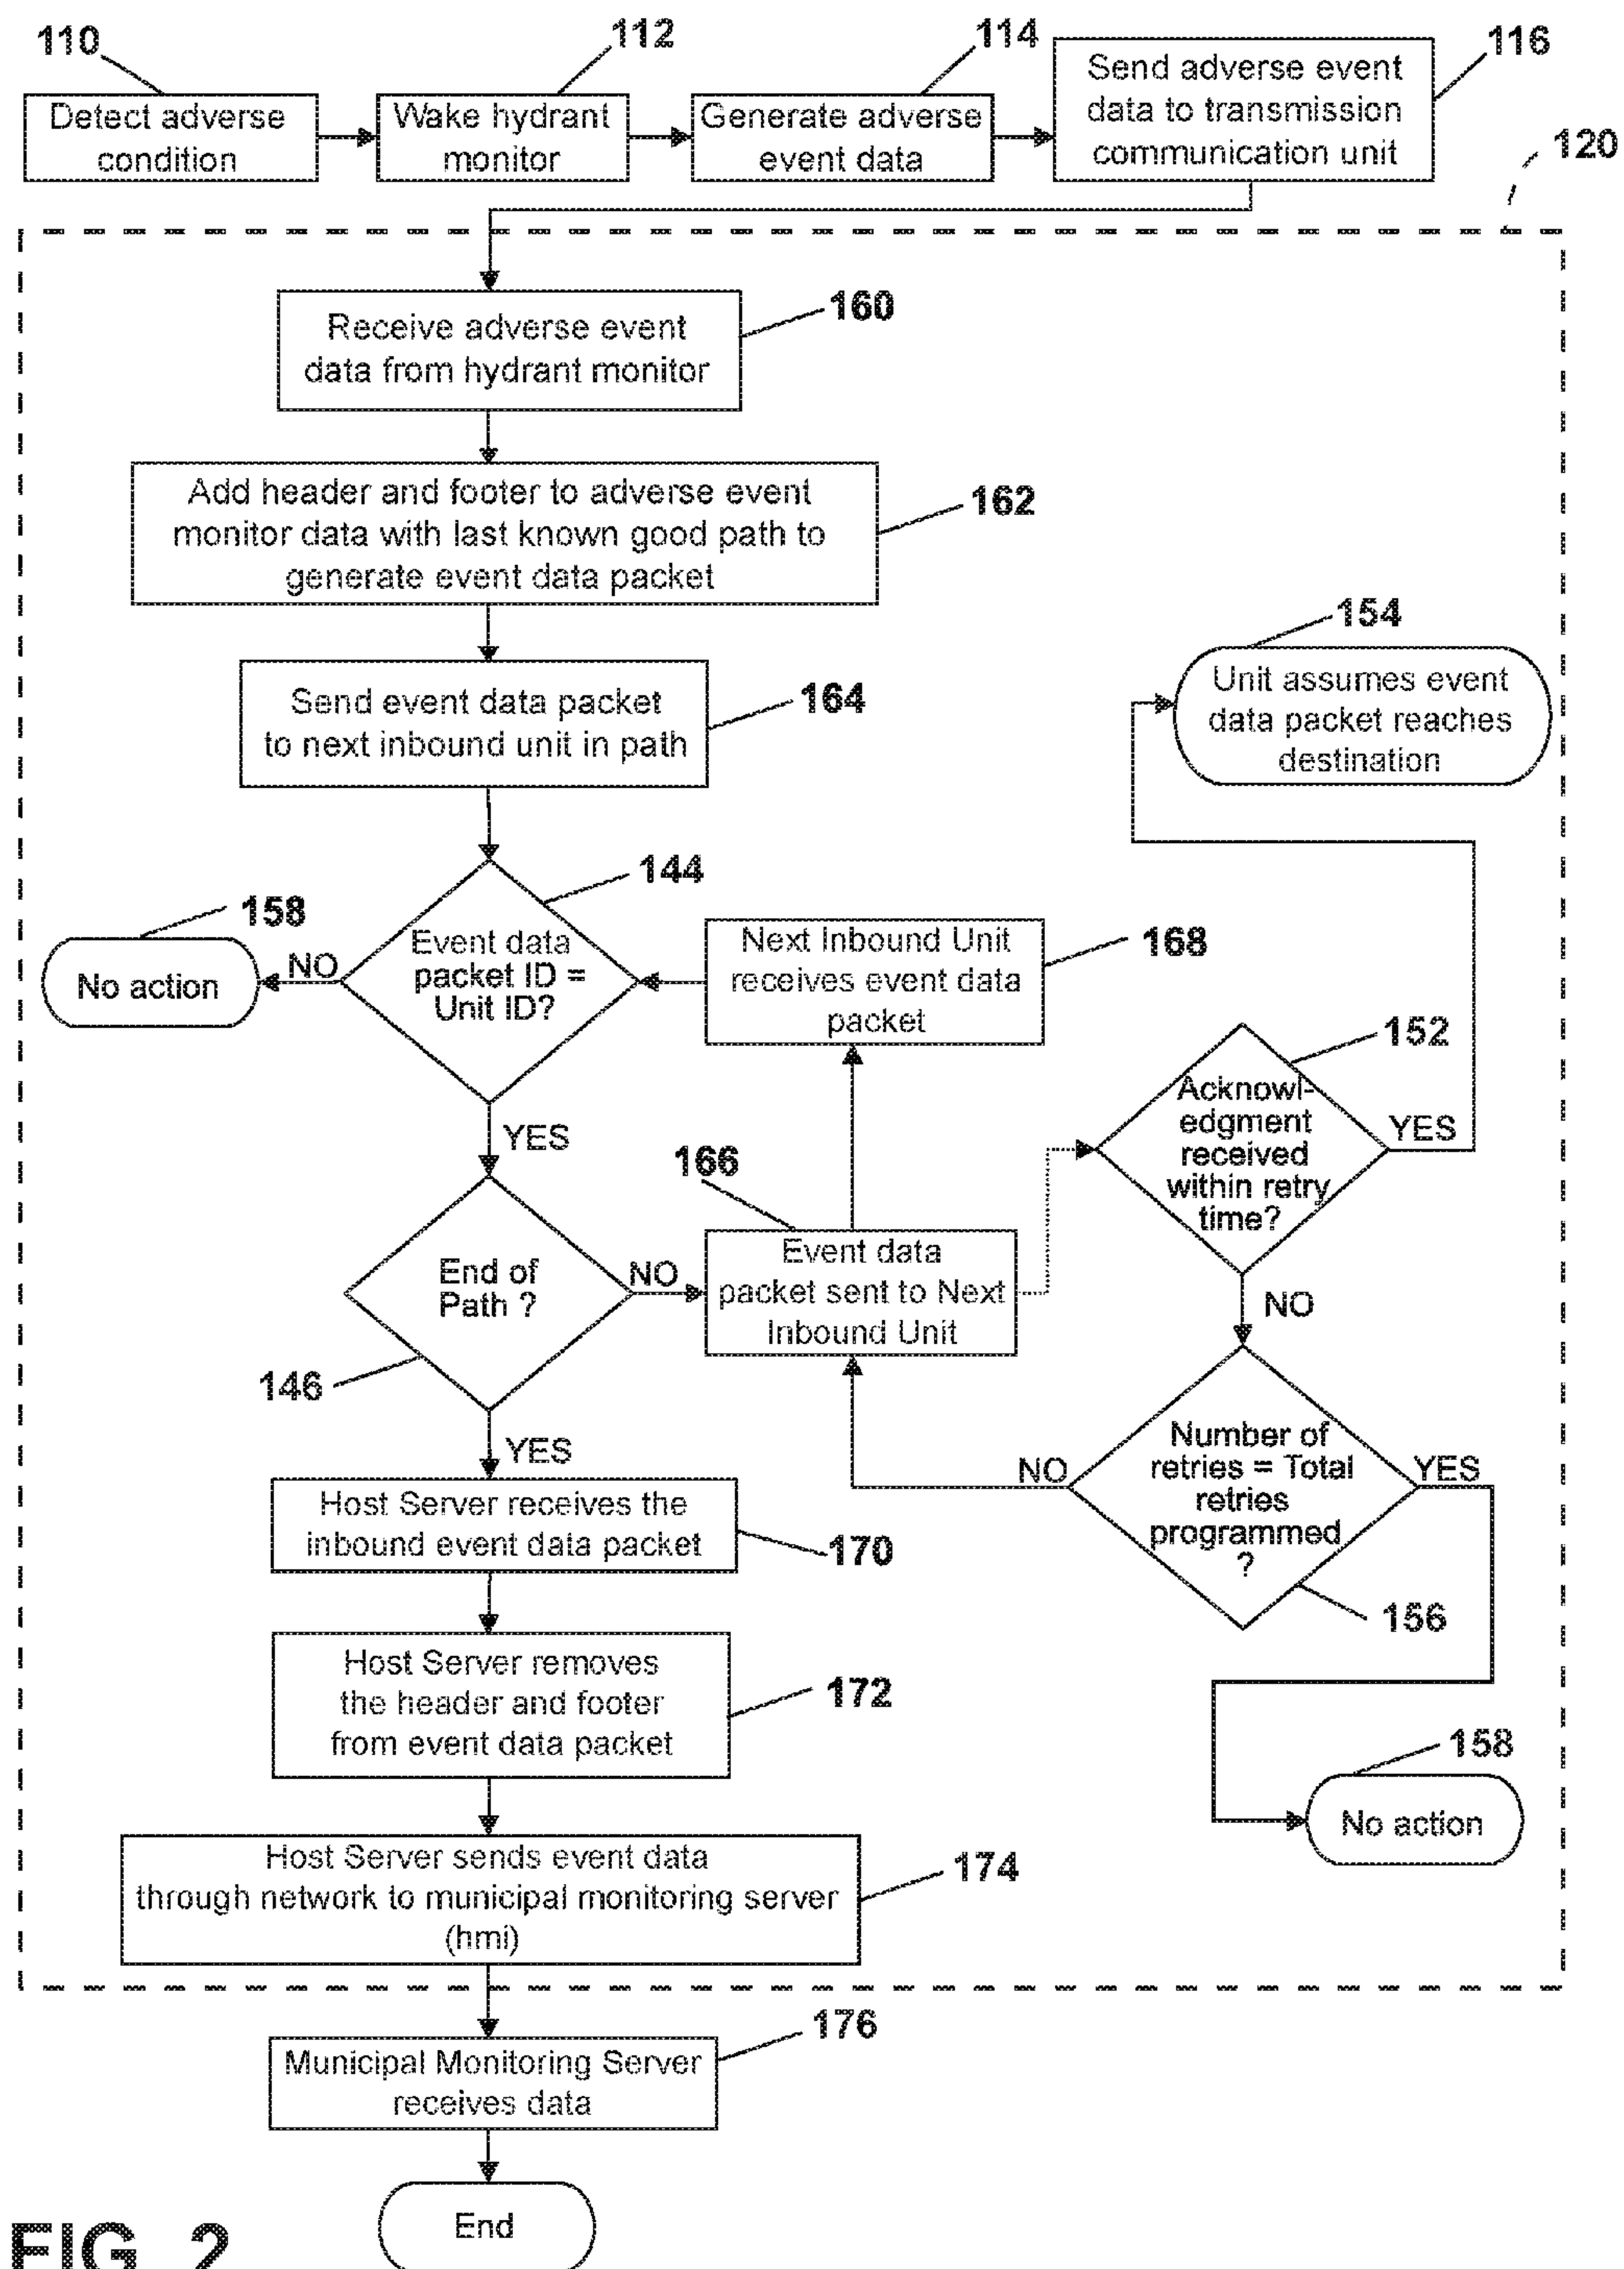 110
112
114
116
Detect adverse
condition
Wake hydrant
monitor
Generate adverse
event data
Send adverse event
data to transmission
communication unit
120
Receive adverse event
data from hydrant monitor
160
Add header and footer to adverse event
monitor data with last known good path to
generate event data packet
162
154
Unit assumes event
data packet reaches
destination
Send event data packet
to next inbound unit in path
164
144
158
No action
NO
Event data
packet ID =
Unit ID?
Next Inbound Unit
receives event data
packet
168
152
Acknowl-
edgment
received
within retry
time?
YES
YES
166
End of
Path ?
NO
Event data
packet sent to Next
Inbound Unit
NO
146
YES
Number of
retries = Total
retries
programmed
?
NO
YES
156
Host Server receives the
inbound event data packet
170
Host Server removes
the header and footer
from event data packet
172
158
No action
Host Server sends event data
through network to municipal monitoring server
(hmi)
174
176
Municipal Monitoring Server
receives data
End
FIG. 2